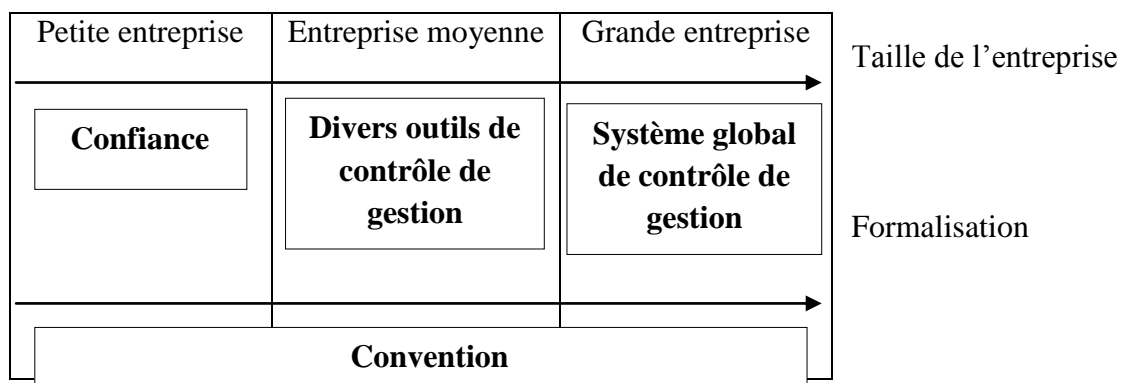 Petite entreprise
Entreprise moyenne
Grande entreprise
Taille de l’entreprise
Confiance
Divers outils de
contrôle de
gestion
Système global
de contrôle de
gestion
Formalisation
Convention